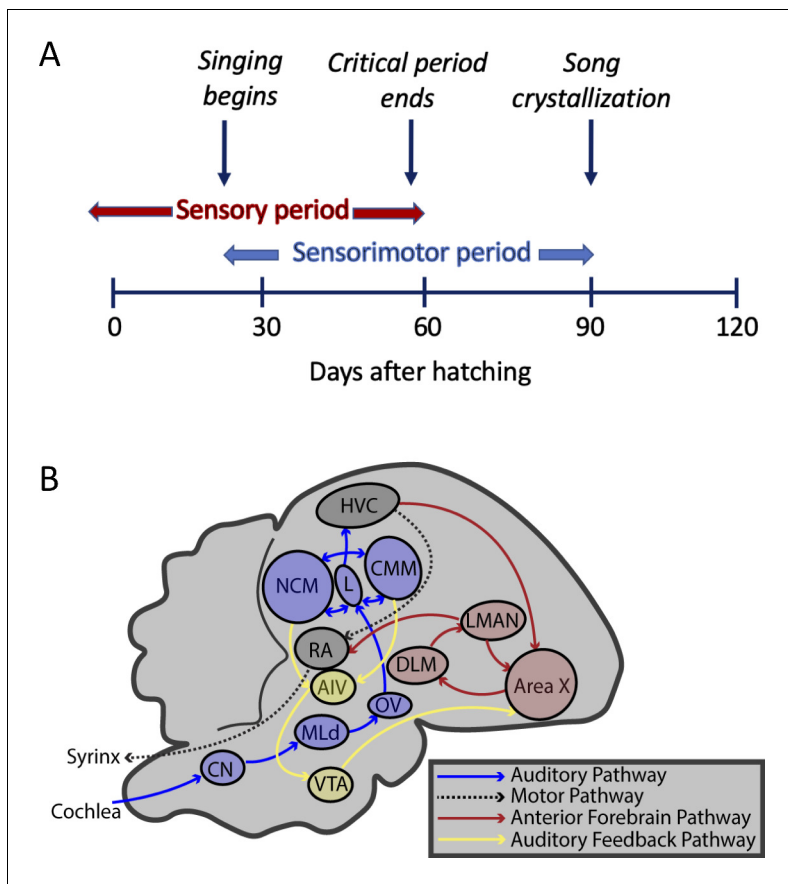 A
Singing
begins
Critical period
ends
Song
crystallization
Sensory period
Sensorimotor period
0 30 60 90 120
Days after hatching
B
HVC
NCM
L
CMM
LMAN
RA
DLM
AIV
Area X
OV
MLd
Syrinx
CN
VTA
Cochlea
Auditory Pathway
Motor Pathway
Anterior Forebrain Pathway
Auditory Feedback Pathway